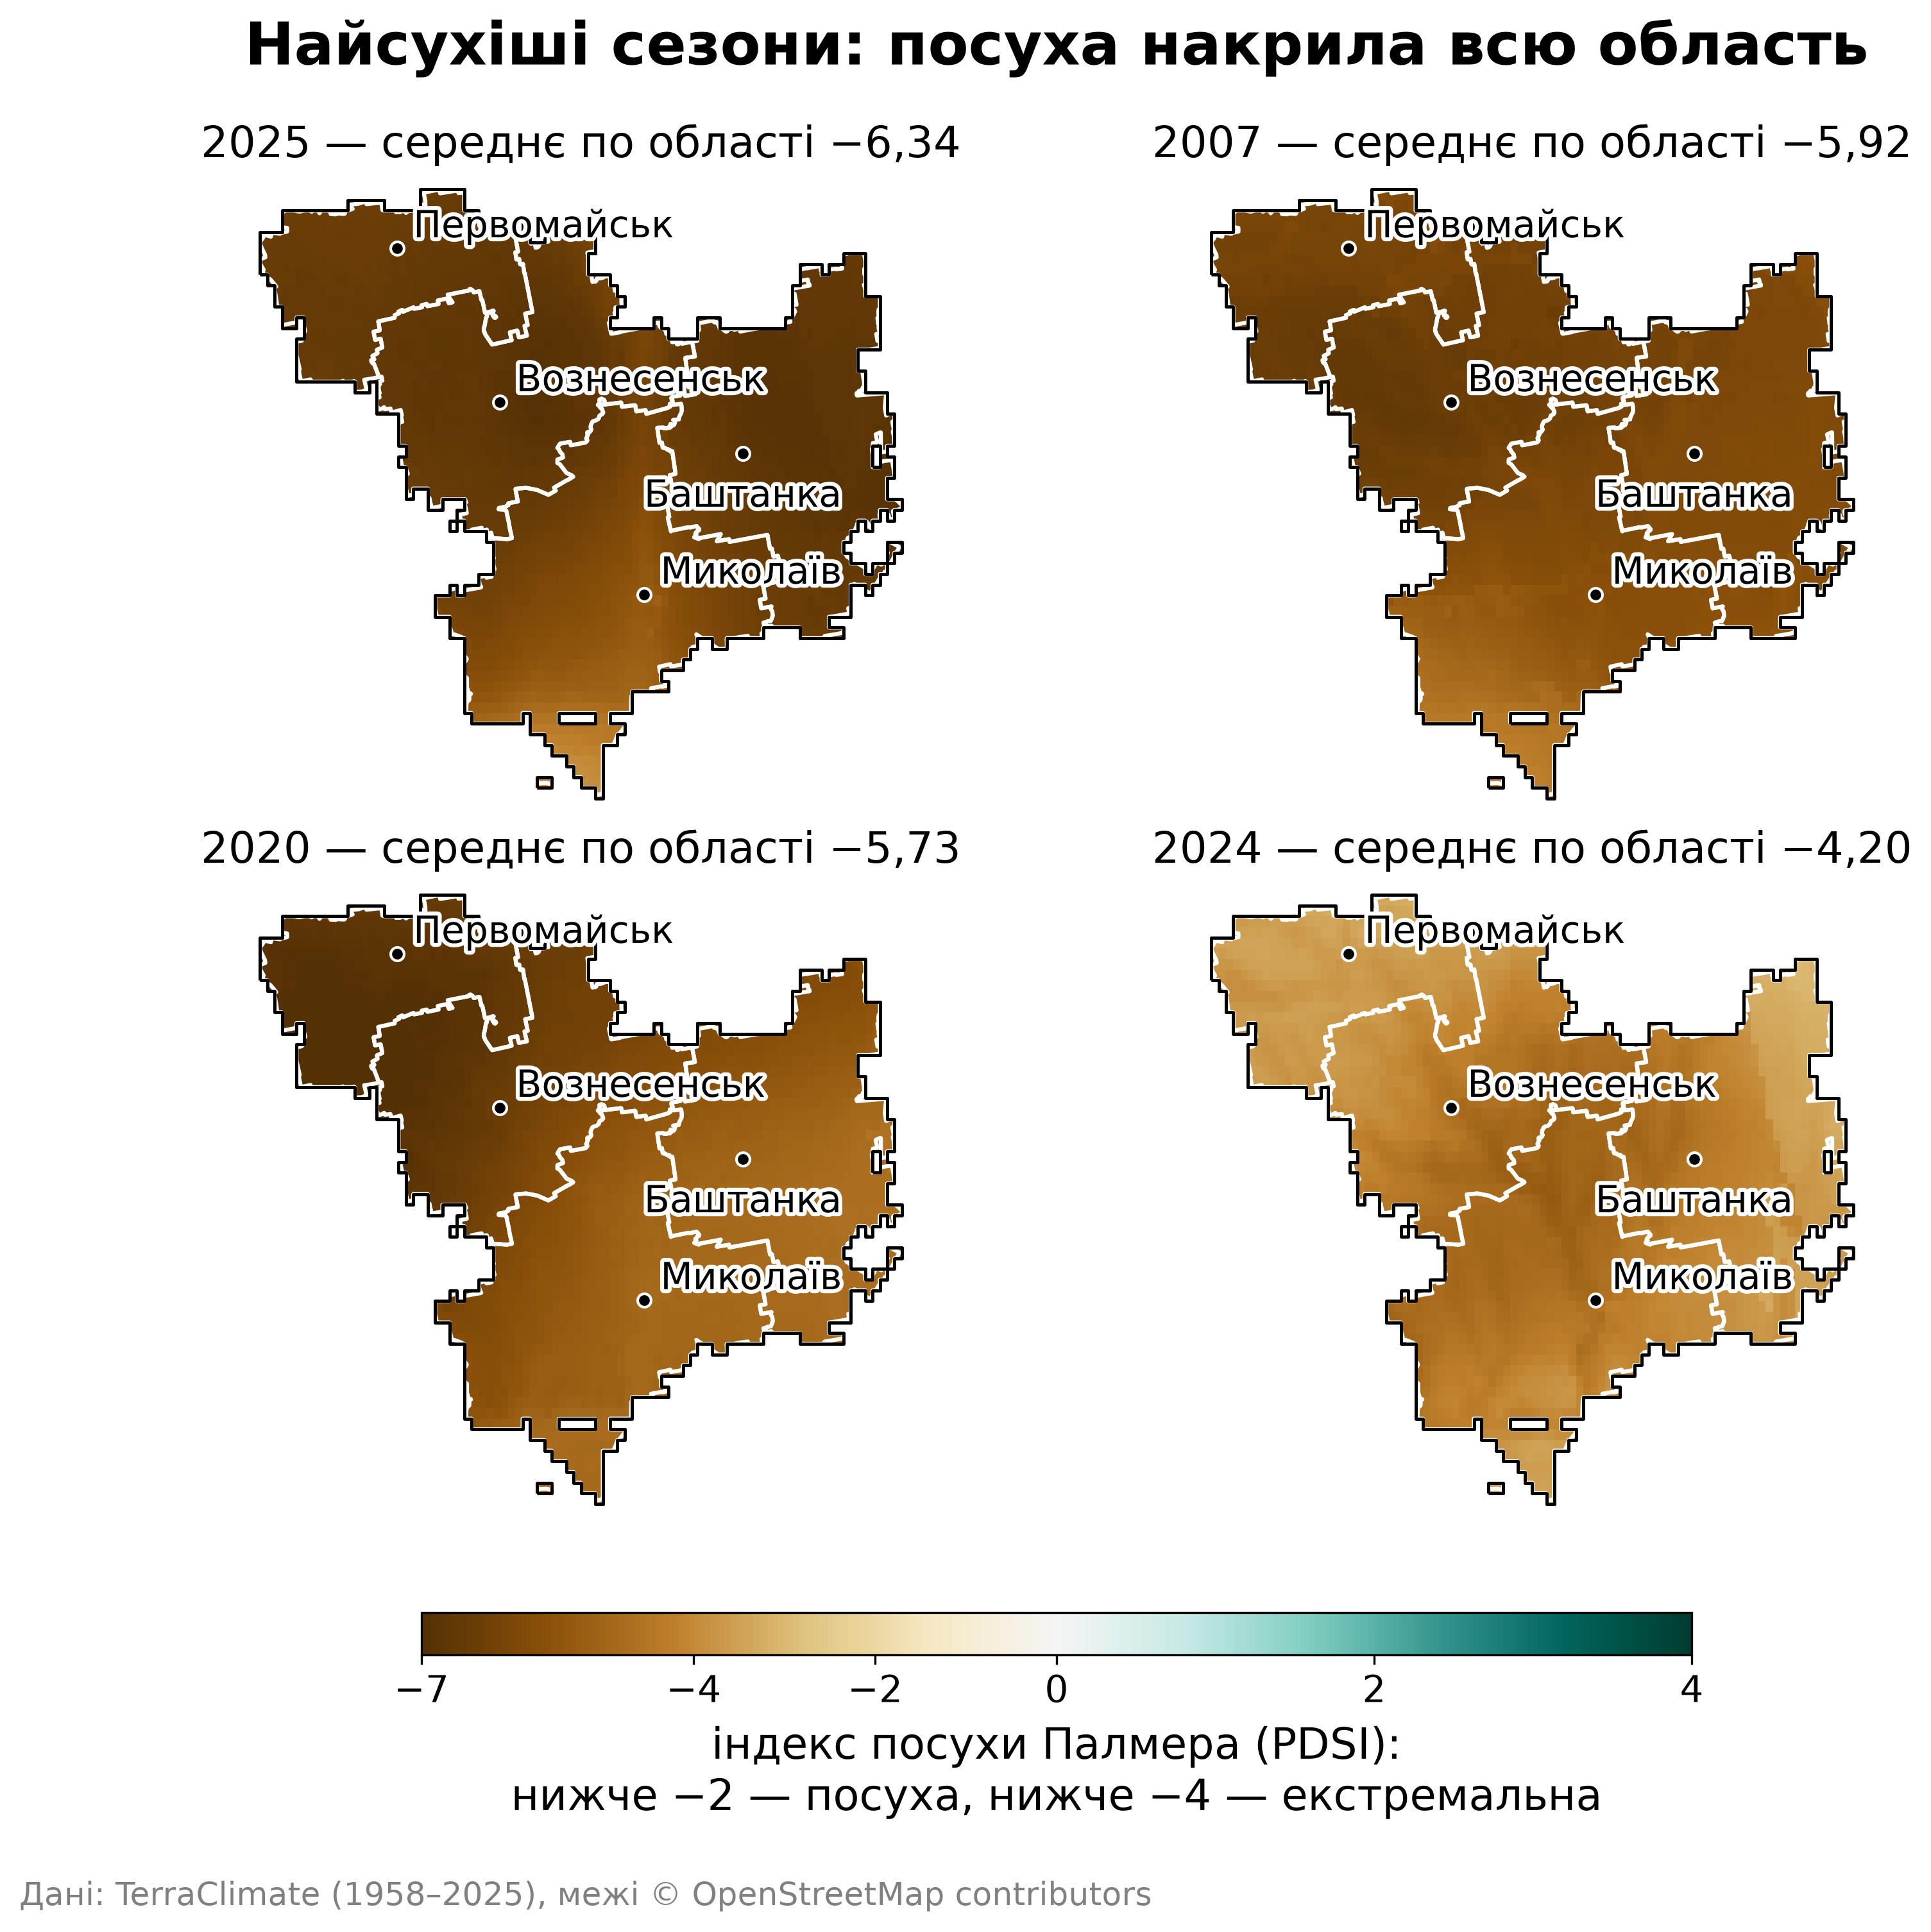 Найсухіші сезони: посуха накрила всю область
2025 — середнє по області −6,34
2007 — середнє по області −5,92
Первомайськ
Вознесенськ
Баштанка
Миколаїв
Первомайськ
Вознесенськ
Баштанка
Миколаїв
2020 — середнє по області −5,73
2024 — середнє по області −4,20
Первомайськ
Вознесенськ
Баштанка
Миколаїв
Первомайськ
Вознесенськ
Баштанка
Миколаїв
−7 −4 −2 0 2 4
індекс посухи Палмера (PDSI):
нижче −2 — посуха, нижче −4 — екстремальна
Дані: TerraClimate (1958–2025), межі © OpenStreetMap contributors